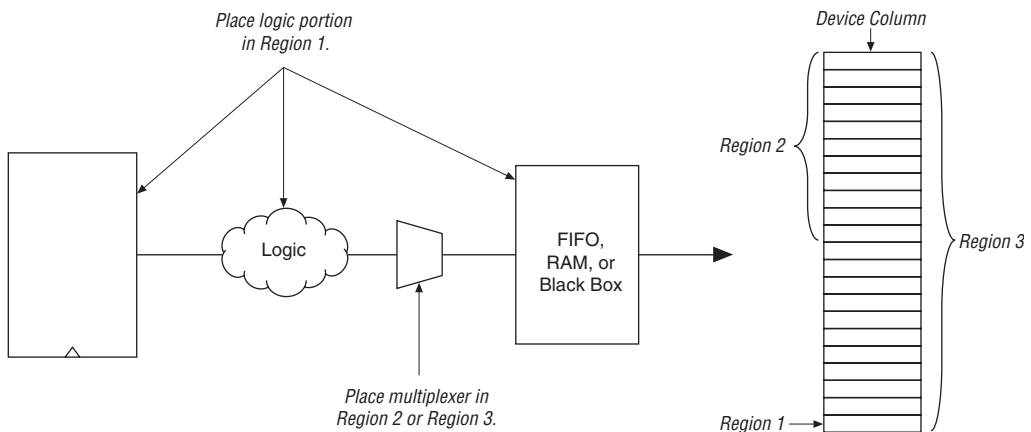 Place logic portion
in Region 1.
Device Column
Region 2
Logic
FIFO,
RAM, or
Black Box
Region 3
Place multiplexer in
Region 2 or Region 3.
Region 1